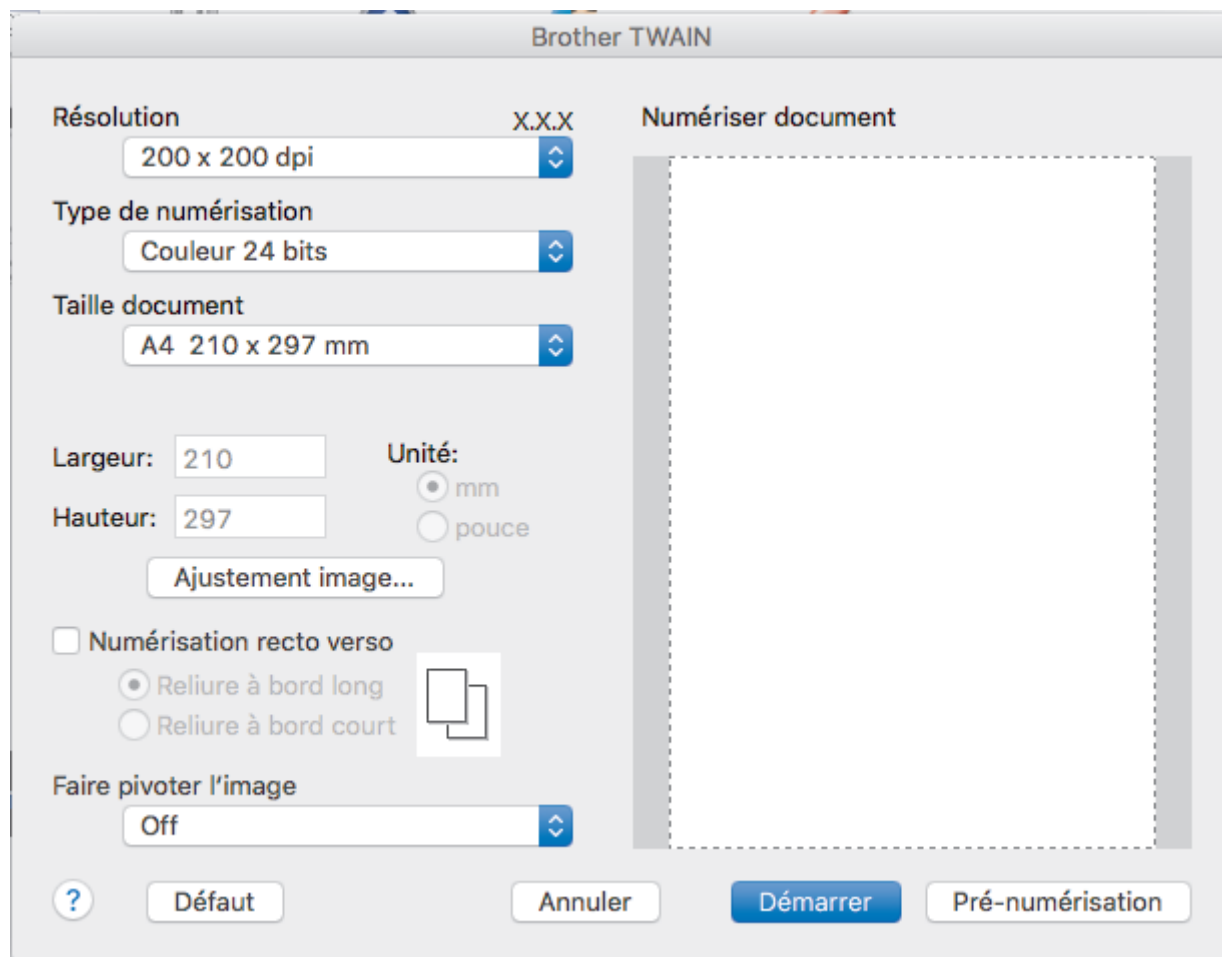 Brother TWAIN
Résolution
X.X.X
200 x 200 dpi
Type de numérisation
Couleur 24 bits
Taille document
A4 210 x 297 mm
Largeur: 210
Hauteur: 297
Unité:
mm
pouce
Ajustement image...
Numérisation recto verso
Reliure à bord long
Reliure à bord court
Faire pivoter l'image
Off
Numériser document
? Défaut Annuler Démarrer Pré-numérisation